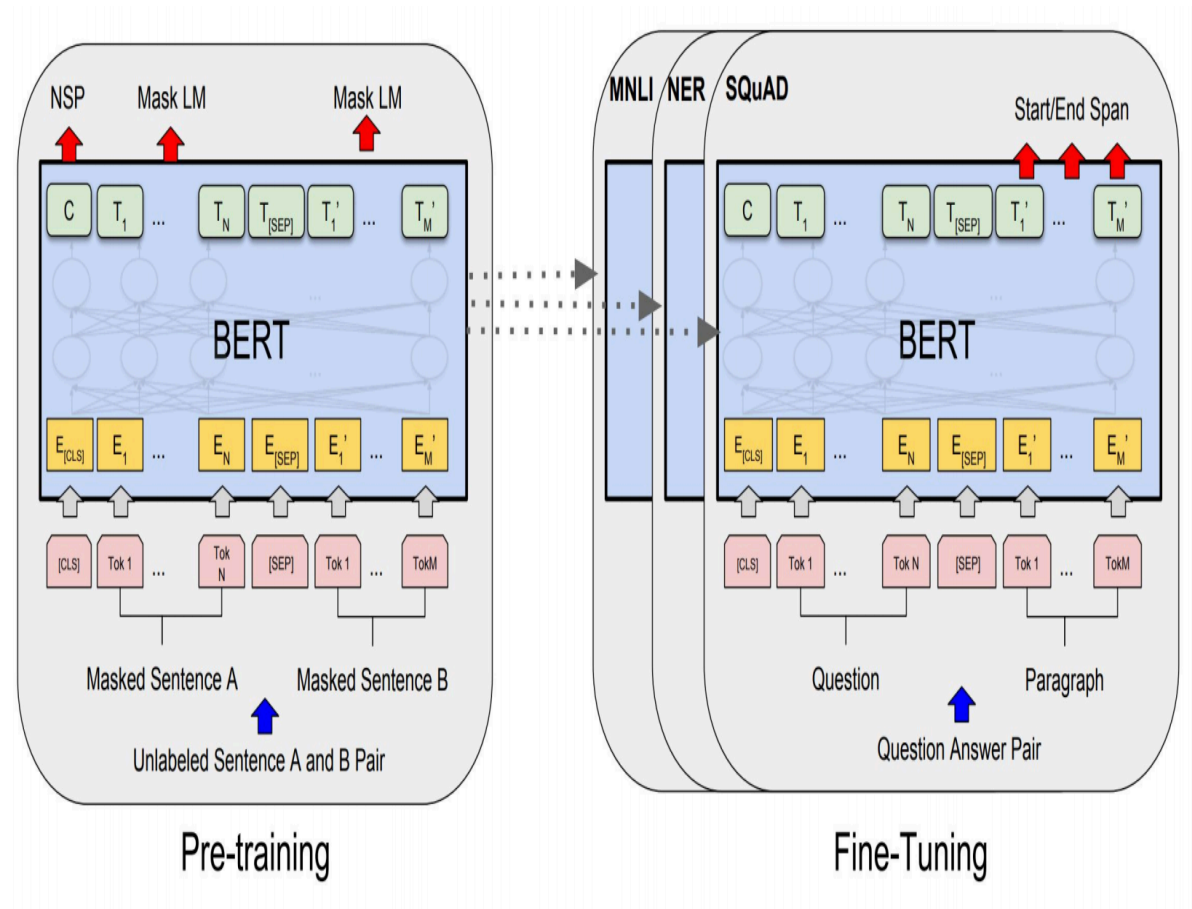 NSP Mask LM Mask LM
C T1 ... TN T[SEP] T1' ... TM'
...
BERT
...
E[CLS] E1 ... EN E[SEP] E1' ... EM'
[CLS] Tok 1 ... Tok N [SEP] Tok 1 ... TokM
Masked Sentence A Masked Sentence B
Unlabeled Sentence A and B Pair
Pre-training
MNLI NER SQuAD
Start/End Span
C T1 ... TN T[SEP] T1' ... TM'
...
BERT
...
E[CLS] E1 ... EN E[SEP] E1' ... EM'
[CLS] Tok 1 ... Tok N [SEP] Tok 1 ... TokM
Question Paragraph
Question Answer Pair
Fine-Tuning